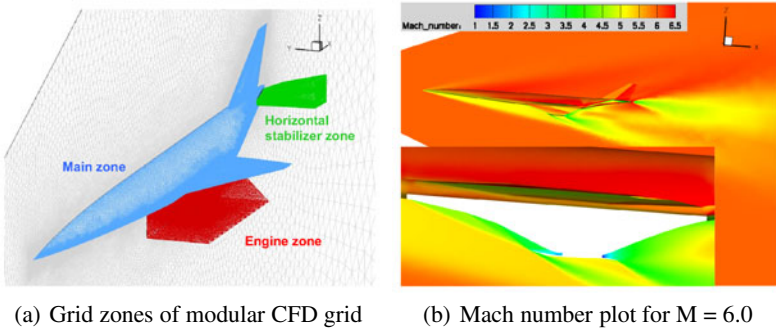 Z
Y
X
Horizontal
stabilizer zone
Main zone
Engine zone
Mach_number: 1 1.5 2 2.5 3 3.5 4 4.5 5 5.5 6 6.5
Z
X
(a) Grid zones of modular CFD grid
(b) Mach number plot for M = 6.0